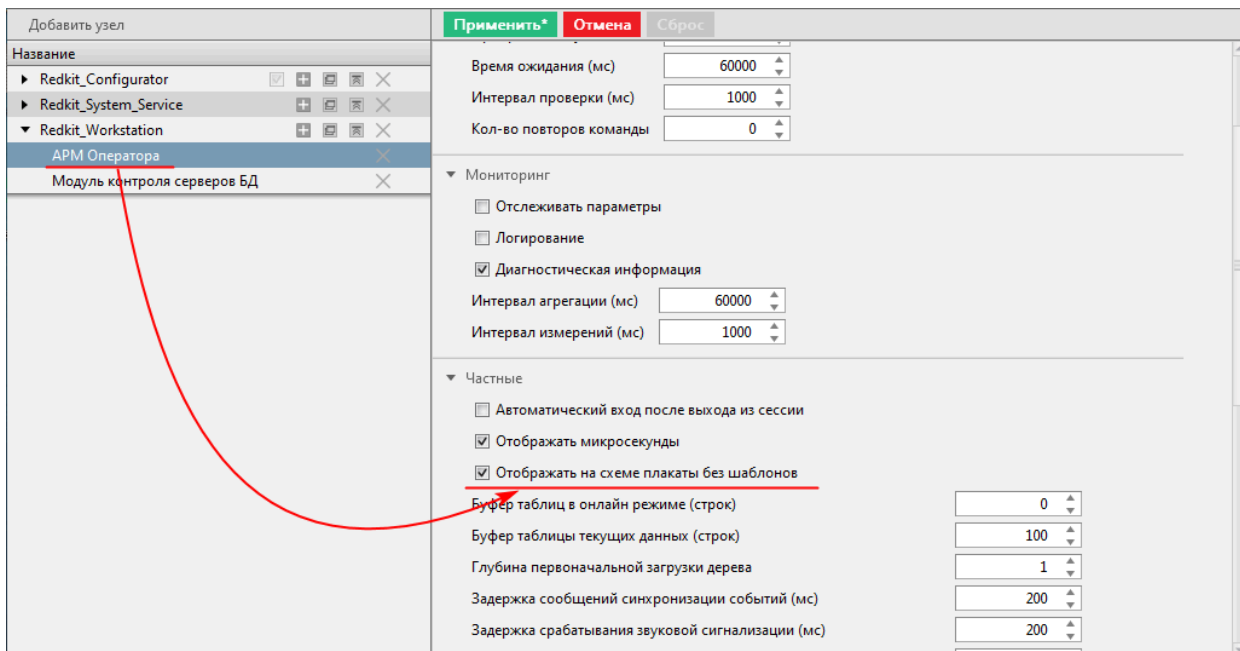 Добавить узел
Применить*
Отмена
Сброс
Название
Redkit_Configurator
Redkit_System_Service
Redkit_Workstation
АРМ Оператора
Модуль контроля серверов БД
Время ожидания (мс) 60000
Интервал проверки (мс) 1000
Кол-во повторов команды 0
Мониторинг
Отслеживать параметры
Логирование
Диагностическая информация
Интервал агрегации (мс) 60000
Интервал измерений (мс) 1000
Частные
Автоматический вход после выхода из сессии
Отображать микросекунды
Отображать на схеме плакаты без шаблонов
Буфер таблиц в онлайн режиме (строк) 0
Буфер таблицы текущих данных (строк) 100
Глубина первоначальной загрузки дерева 1
Задержка сообщений синхронизации событий (мс) 200
Задержка срабатывания звуковой сигнализации (мс) 200